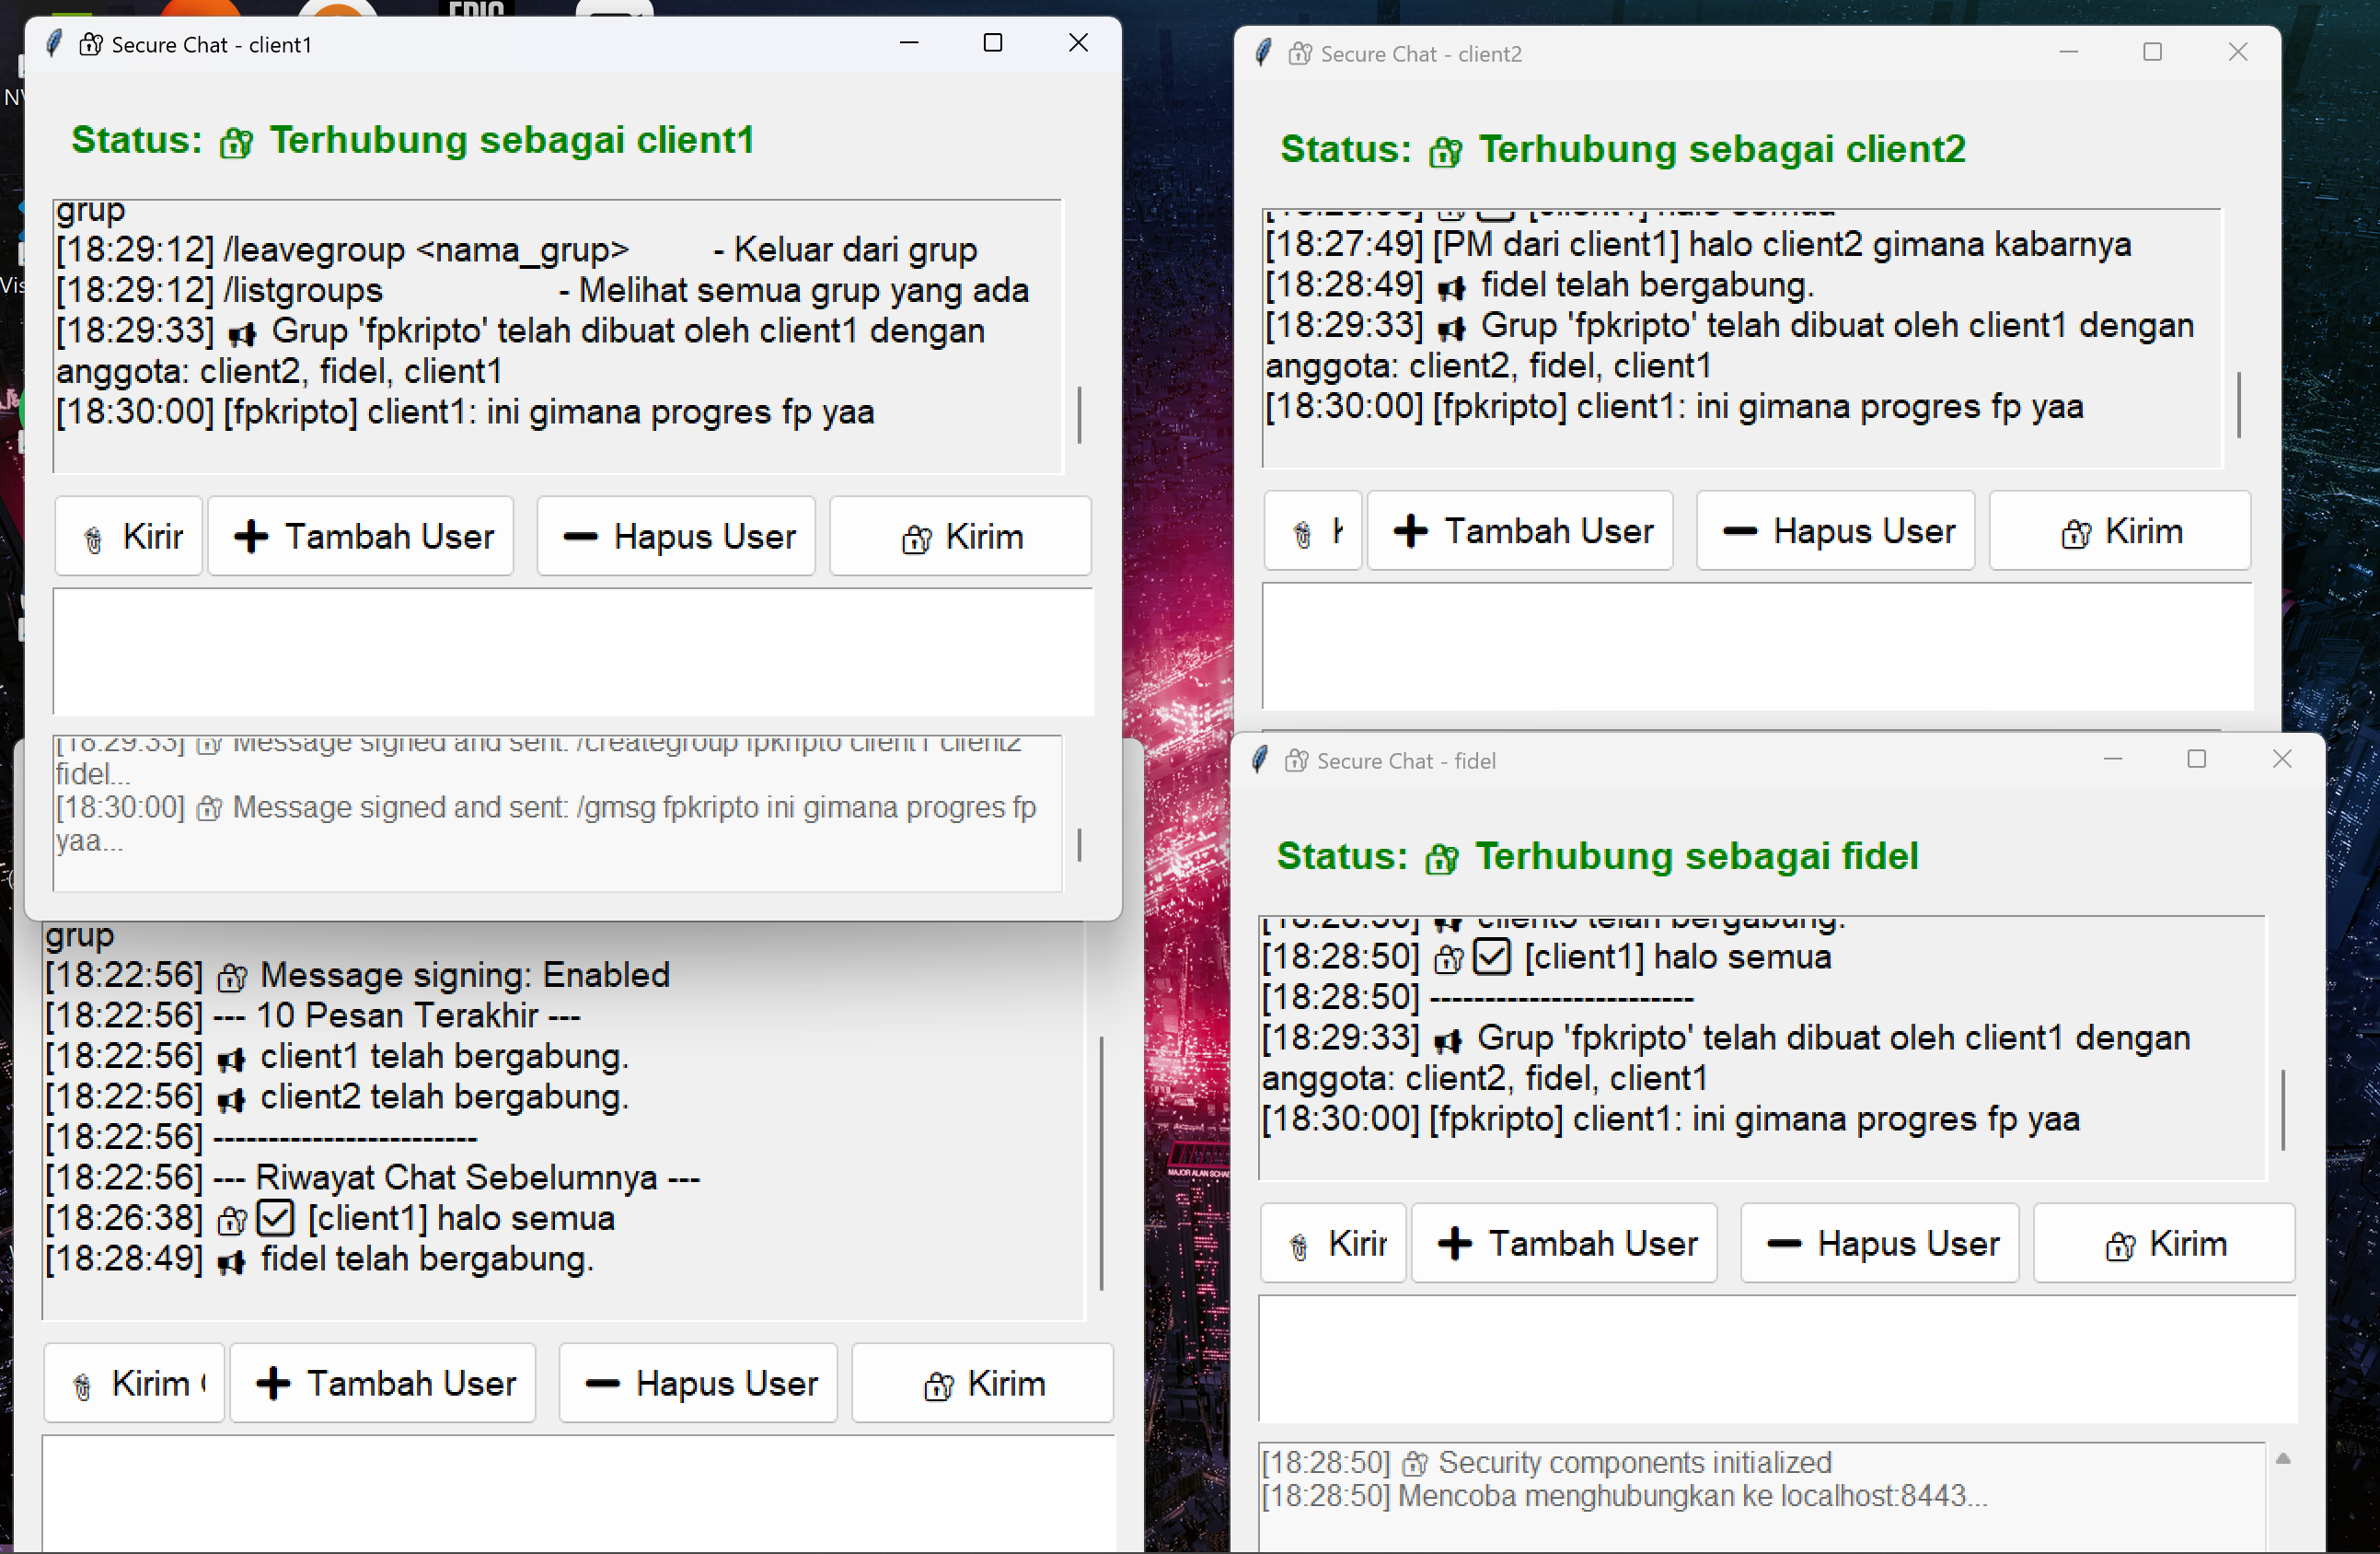 Secure Chat - client1
Status: 🔐 Terhubung sebagai client1
grup
[18:29:12] /leavegroup <nama_grup> - Keluar dari grup
[18:29:12] /listgroups - Melihat semua grup yang ada
[18:29:33] 📢 Grup 'fpkripto' telah dibuat oleh client1 dengan
anggota: client2, fidel, client1
[18:30:00] [fpkripto] client1: ini gimana progres fp yaa
Kirir
Tambah User
Hapus User
Kirim
[18:29:33] 🔐 Message signed and sent: /creategroup fpkripto client1 client2
fidel...
[18:30:00] 🔐 Message signed and sent: /gmsg fpkripto ini gimana progres fp
yaa...
grup
[18:22:56] 🔐 Message signing: Enabled
[18:22:56] --- 10 Pesan Terakhir ---
[18:22:56] 📢 client1 telah bergabung.
[18:22:56] 📢 client2 telah bergabung.
[18:22:56] ------------------------
[18:22:56] --- Riwayat Chat Sebelumnya ---
[18:26:38] 🔐☑ [client1] halo semua
[18:28:49] 📢 fidel telah bergabung.
Kirim
Tambah User
Hapus User
Kirim
Secure Chat - client2
Status: 🔐 Terhubung sebagai client2
[client1] halo semua
[18:27:49] [PM dari client1] halo client2 gimana kabarnya
[18:28:49] 📢 fidel telah bergabung.
[18:29:33] 📢 Grup 'fpkripto' telah dibuat oleh client1 dengan
anggota: client2, fidel, client1
[18:30:00] [fpkripto] client1: ini gimana progres fp yaa
Tambah User
Hapus User
Kirim
Secure Chat - fidel
Status: 🔐 Terhubung sebagai fidel
[18:28:50] 📢 client3 telah bergabung.
[18:28:50] 🔐☑ [client1] halo semua
[18:28:50] ------------------------
[18:29:33] 📢 Grup 'fpkripto' telah dibuat oleh client1 dengan
anggota: client2, fidel, client1
[18:30:00] [fpkripto] client1: ini gimana progres fp yaa
Kirir
Tambah User
Hapus User
Kirim
[18:28:50] 🔐 Security components initialized
[18:28:50] Mencoba menghubungkan ke localhost:8443...